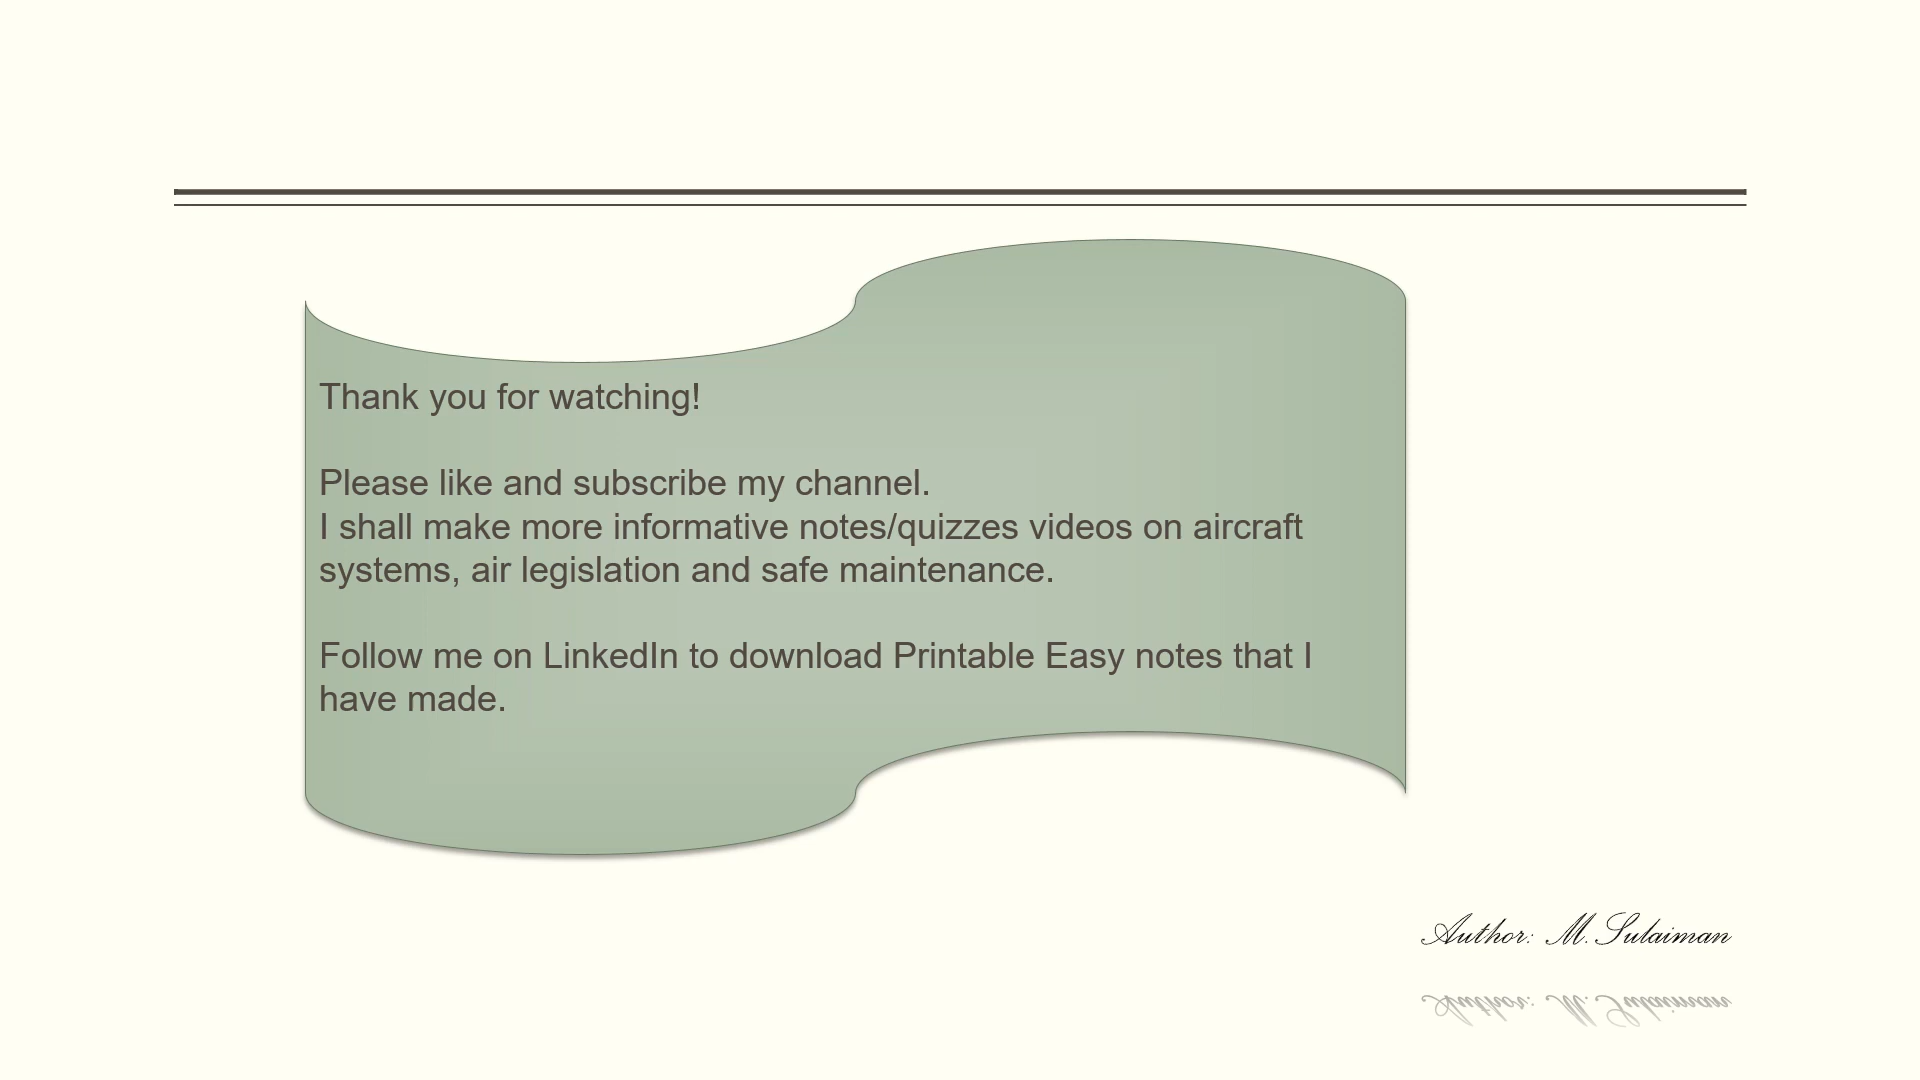 Thank you for watching!
Please like and subscribe my channel.
I shall make more informative notes/quizzes videos on aircraft
systems, air legislation and safe maintenance.
Follow me on LinkedIn to download Printable Easy notes that I
have made.
Author: M.Sulaiman